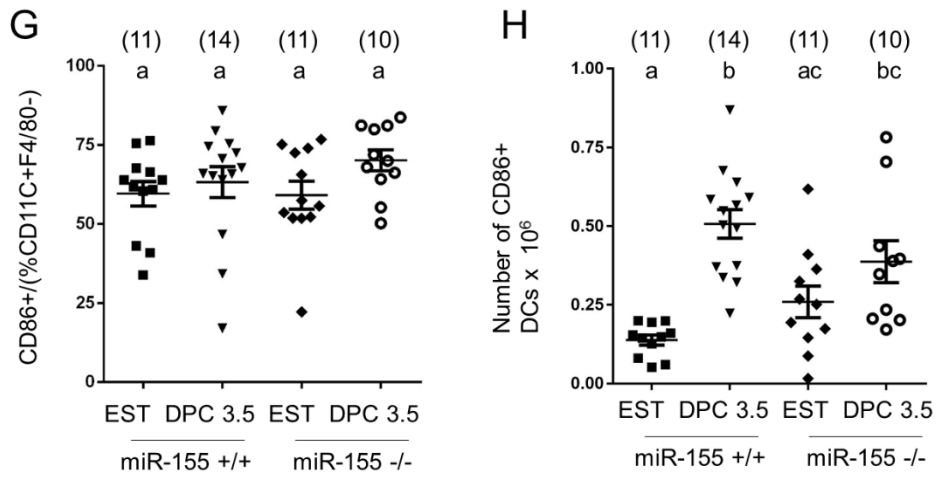 G
(11) (14) (11) (10)
a a a a
100
75
50
25
0
CD86+/(%CD11C+F4/80-)
EST DPC 3.5 EST DPC 3.5
miR-155 +/+ miR-155 -/-
H
(11) (14) (11) (10)
a b ac bc
1.00
0.75
0.50
0.25
0.00
Number of CD86+
DCs x 10⁶
EST DPC 3.5 EST DPC 3.5
miR-155 +/+ miR-155 -/-